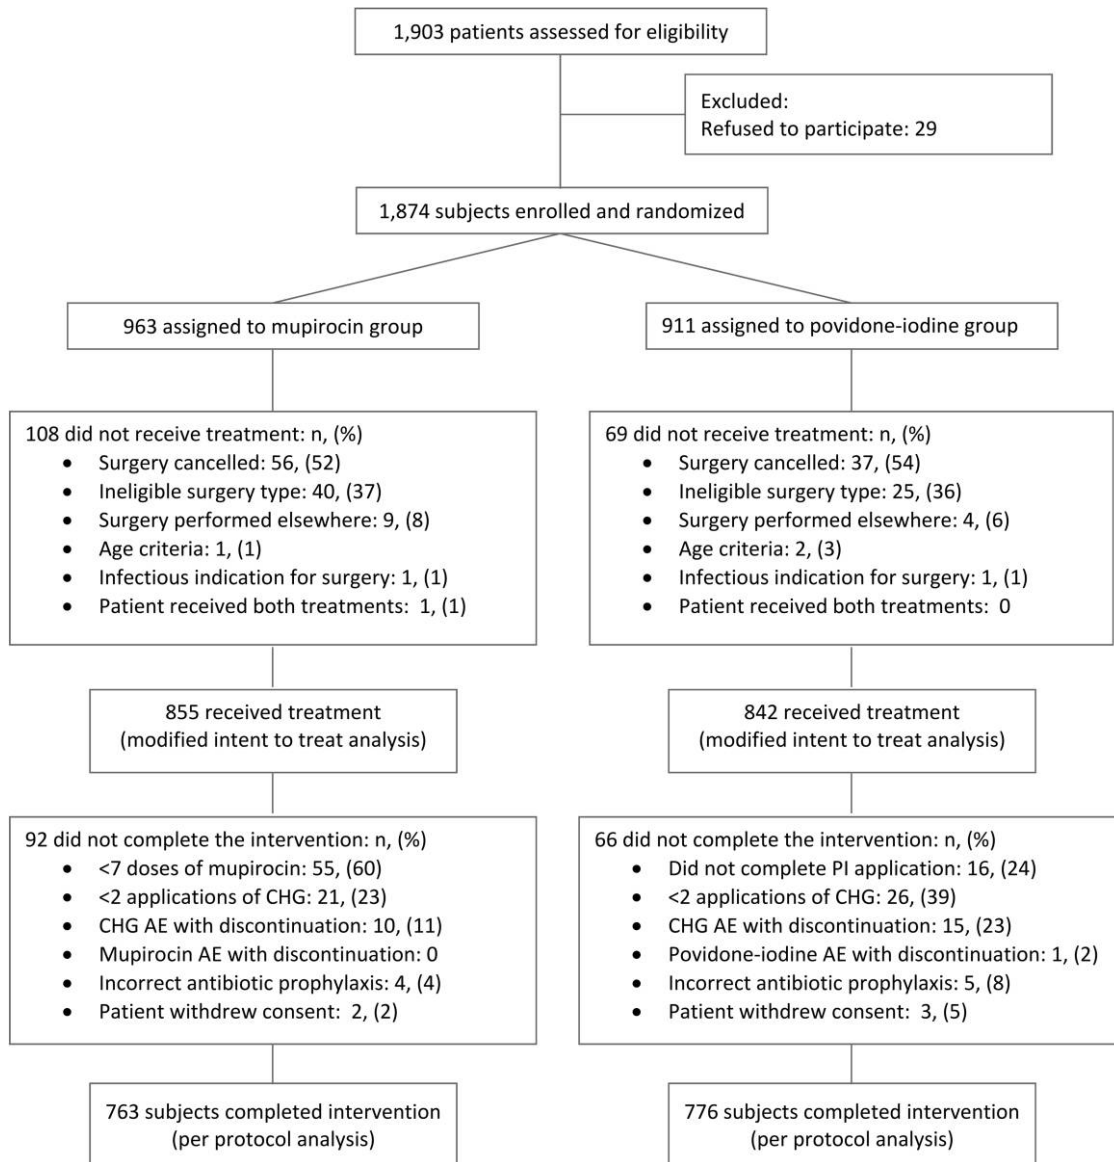 1,903 patients assessed for eligibility
Excluded:
Refused to participate: 29
1,874 subjects enrolled and randomized
963 assigned to mupirocin group
911 assigned to povidone-iodine group
108 did not receive treatment: n, (%)
• Surgery cancelled: 56, (52)
• Ineligible surgery type: 40, (37)
• Surgery performed elsewhere: 9, (8)
• Age criteria: 1, (1)
• Infectious indication for surgery: 1, (1)
• Patient received both treatments:  1, (1)
69 did not receive treatment: n, (%)
• Surgery cancelled: 37, (54)
• Ineligible surgery type: 25, (36)
• Surgery performed elsewhere: 4, (6)
• Age criteria: 2, (3)
• Infectious indication for surgery: 1, (1)
• Patient received both treatments:  0
855 received treatment
(modified intent to treat analysis)
842 received treatment
(modified intent to treat analysis)
92 did not complete the intervention: n, (%)
• <7 doses of mupirocin: 55, (60)
• <2 applications of CHG: 21, (23)
• CHG AE with discontinuation: 10, (11)
• Mupirocin AE with discontinuation: 0
• Incorrect antibiotic prophylaxis: 4, (4)
• Patient withdrew consent:  2, (2)
66 did not complete the intervention: n, (%)
• Did not complete PI application: 16, (24)
• <2 applications of CHG: 26, (39)
• CHG AE with discontinuation: 15, (23)
• Povidone-iodine AE with discontinuation: 1, (2)
• Incorrect antibiotic prophylaxis: 5, (8)
• Patient withdrew consent:  3, (5)
763 subjects completed intervention
(per protocol analysis)
776 subjects completed intervention
(per protocol analysis)